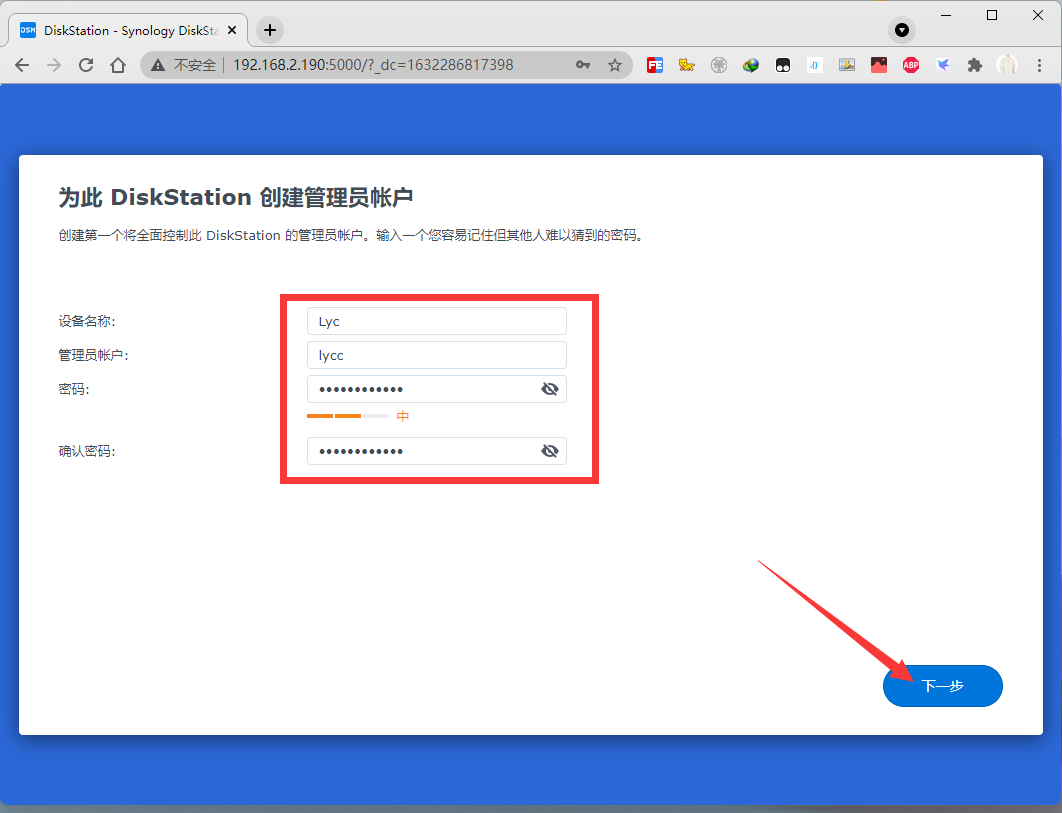 DSM DiskStation - Synology DiskSta
不安全 192.168.2.190:5000/?_dc=1632286817398
FE
ABP
为此 DiskStation 创建管理员帐户
创建第一个将全面控制此 DiskStation 的管理员帐户。输入一个您容易记住但其他人难以猜到的密码。
设备名称: Lyc
管理员帐户: lycc
密码: ••••••••••••
中
确认密码: ••••••••••••
下一步